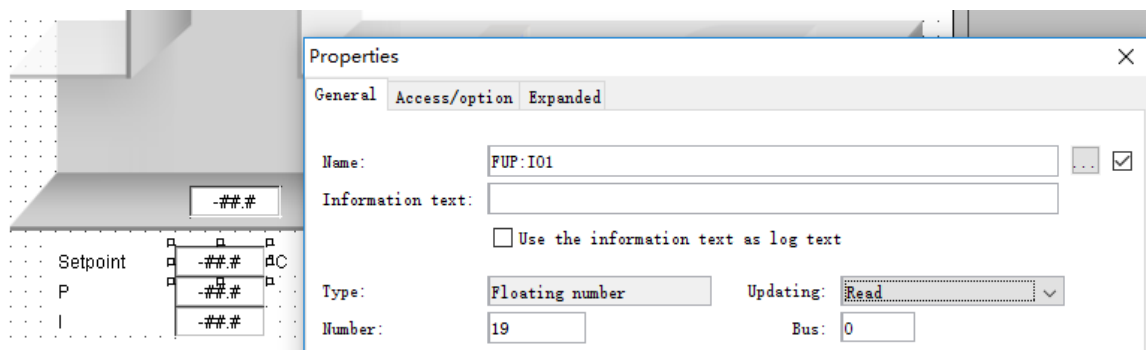 Properties
General Access/option Expanded
Name: FUP:I01 ...
Information text:
Use the information text as log text
Type: Floating number Updating: Read
Number: 19 Bus: 0
-##.#
Setpoint -##.# °C
P -##.#
I -##.#